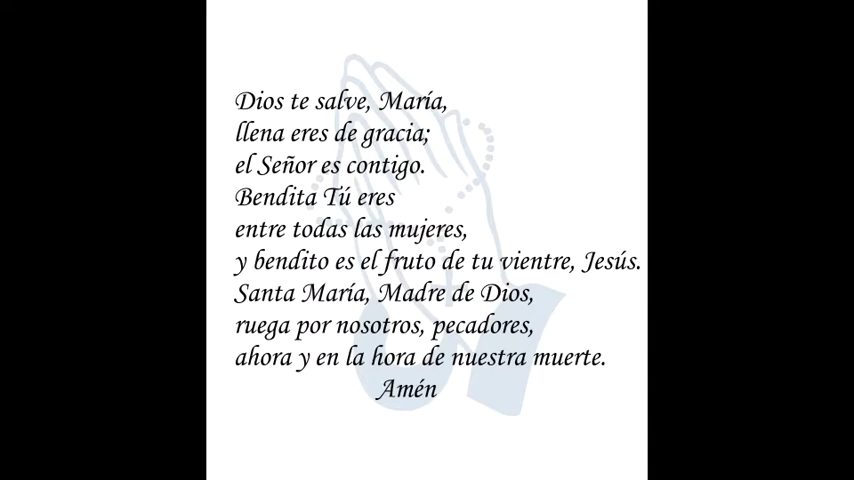 Dios te salve, María,
llena eres de gracia;
el Señor es contigo.
Bendita Tú eres
entre todas las mujeres,
y bendito es el fruto de tu vientre, Jesús.
Santa María, Madre de Dios,
ruega por nosotros, pecadores,
ahora y en la hora de nuestra muerte.
Amén